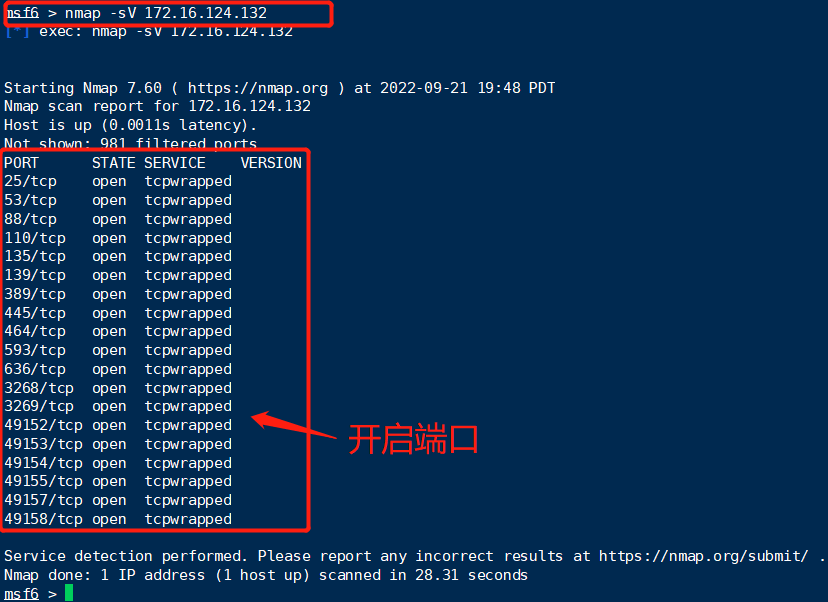 msf6 > nmap -sV 172.16.124.132
[*] exec: nmap -sV 172.16.124.132
Starting Nmap 7.60 ( https://nmap.org ) at 2022-09-21 19:48 PDT
Nmap scan report for 172.16.124.132
Host is up (0.0011s latency).
Not shown: 981 filtered ports
PORT STATE SERVICE VERSION
25/tcp open tcpwrapped
53/tcp open tcpwrapped
88/tcp open tcpwrapped
110/tcp open tcpwrapped
135/tcp open tcpwrapped
139/tcp open tcpwrapped
389/tcp open tcpwrapped
445/tcp open tcpwrapped
464/tcp open tcpwrapped
593/tcp open tcpwrapped
636/tcp open tcpwrapped
3268/tcp open tcpwrapped
3269/tcp open tcpwrapped
49152/tcp open tcpwrapped
49153/tcp open tcpwrapped
49154/tcp open tcpwrapped
49155/tcp open tcpwrapped
49157/tcp open tcpwrapped
49158/tcp open tcpwrapped
开启端口
Service detection performed. Please report any incorrect results at https://nmap.org/submit/ .
Nmap done: 1 IP address (1 host up) scanned in 28.31 seconds
msf6 >